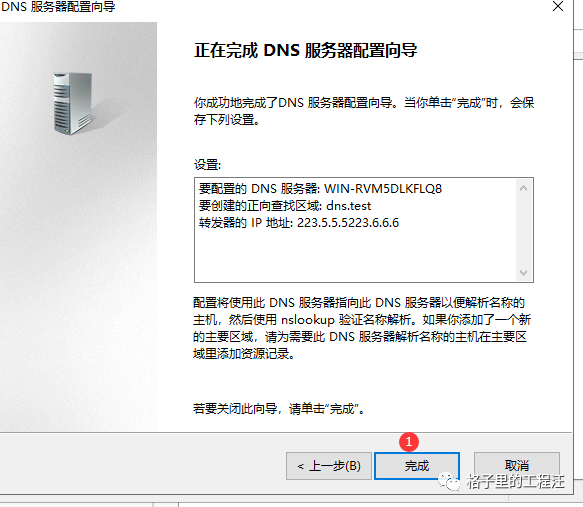 DNS 服务器配置向导
正在完成 DNS 服务器配置向导
你成功地完成了DNS 服务器配置向导。当你单击“完成”时，会保
存下列设置。
设置:
要配置的 DNS 服务器: WIN-RVM5DLKFLQ8
要创建的正向查找区域: dns.test
转发器的 IP 地址: 223.5.5.5223.6.6.6
配置将使用此 DNS 服务器指向此 DNS 服务器以便解析名称的
主机，然后使用 nslookup 验证名称解析。如果你添加了一个新
的主要区域，请为需要此 DNS 服务器解析名称的主机在主要区
域里添加资源记录。
若要关闭此向导，请单击“完成”。
1
< 上一步(B)
完成
取消
格子里的工程汪